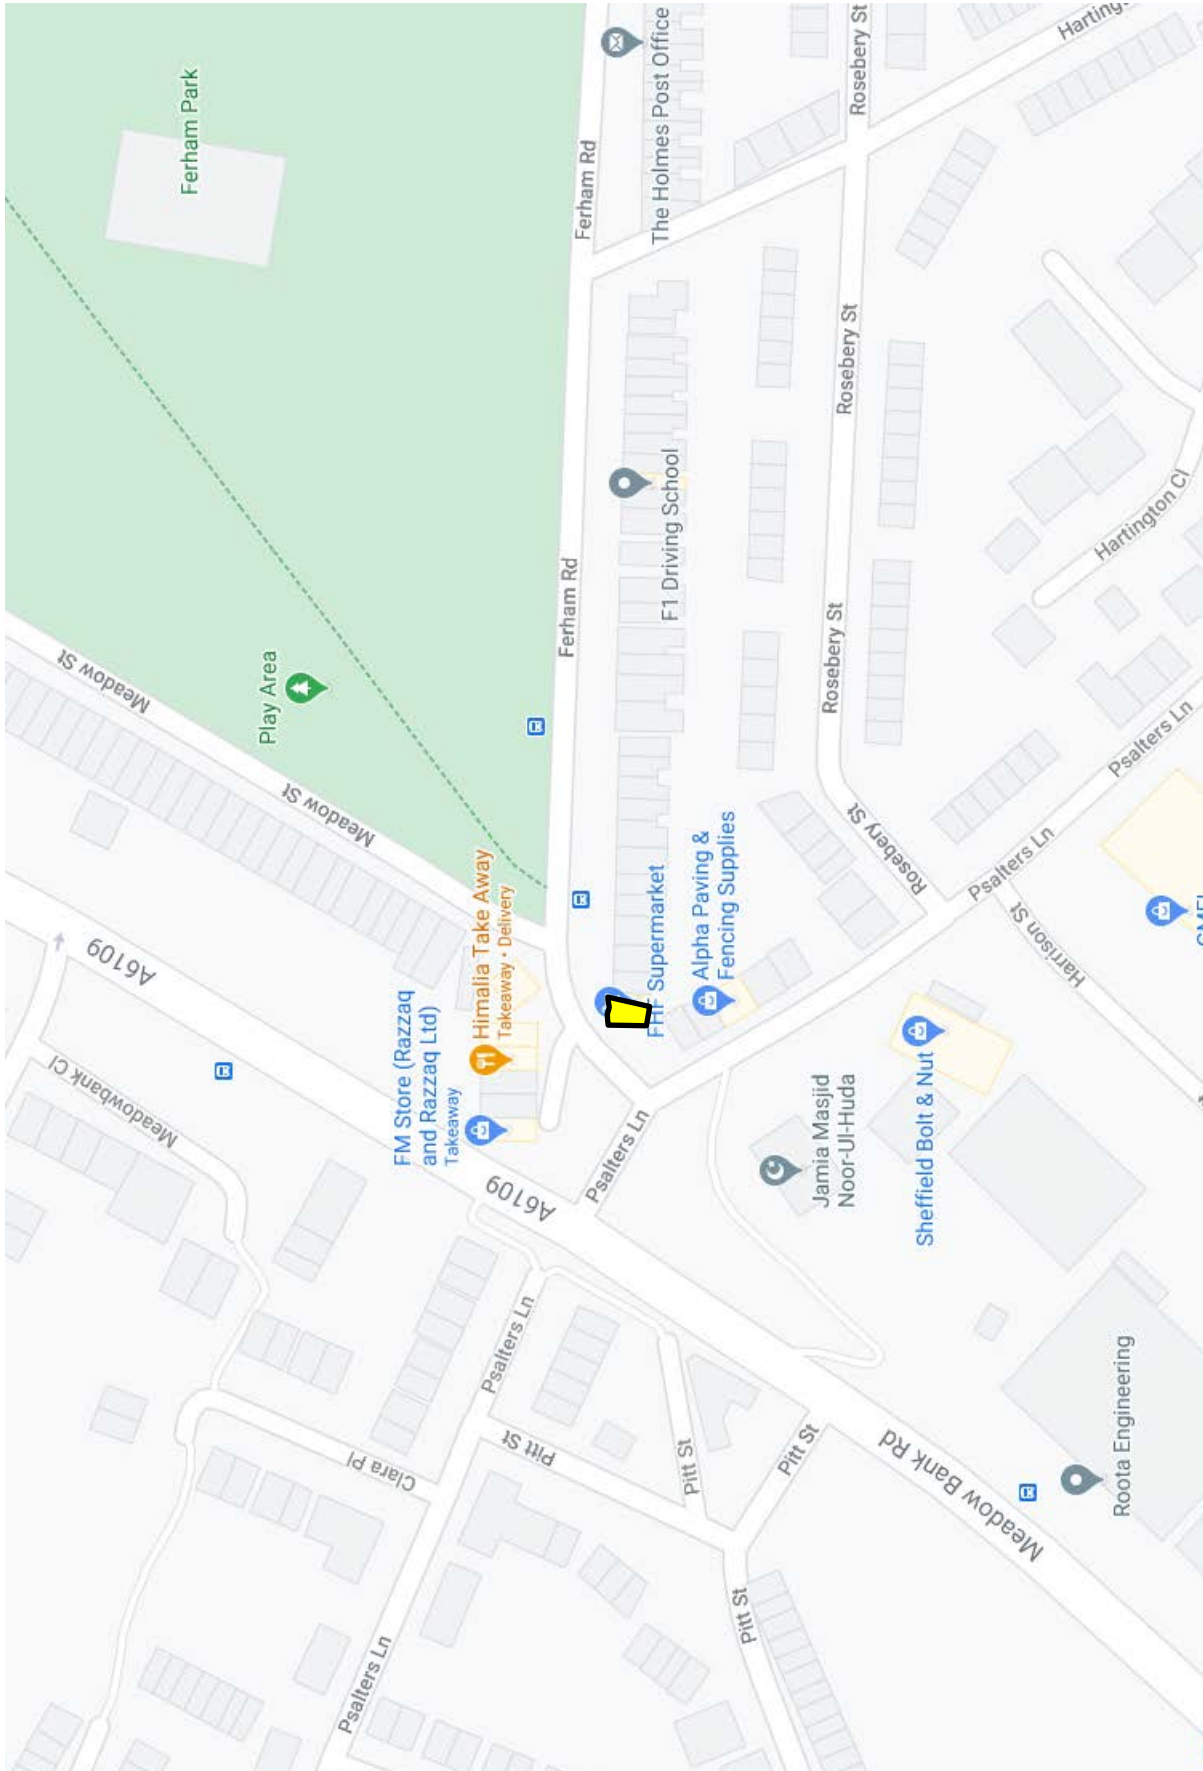 Ferham Park
Play Area
Meadow St
Meadow St
A6109
A6109
Meadowbank Cl
FM Store (Razzaq
and Razzaq Ltd)
Takeaway
Himalia Take Away
Takeaway • Delivery
Ferham Rd
Ferham Rd
The Holmes Post Office
F1 Driving School
Supermarket
Alpha Paving &
Fencing Supplies
Rosebery St
Rosebery St
Rosebery St
Rosebery St
Rosebery St
Hartington Cl
Psalters Ln
Psalters Ln
Harrison St
Psalters Ln
Psalters Ln
Psalters Ln
Jamia Masjid
Noor-Ul-Huda
Sheffield Bolt & Nut
Roota Engineering
Meadow Bank Rd
Pitt St
Pitt St
Pitt St
Pitt St
Clara Pl